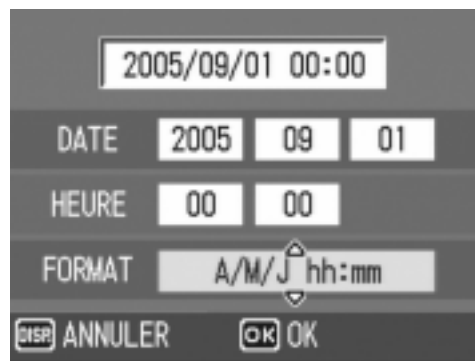 2005/09/01 00:00
DATE 2005 09 01
HEURE 00 00
FORMAT A/M/J hh:mm
DISP. ANNULER OK OK